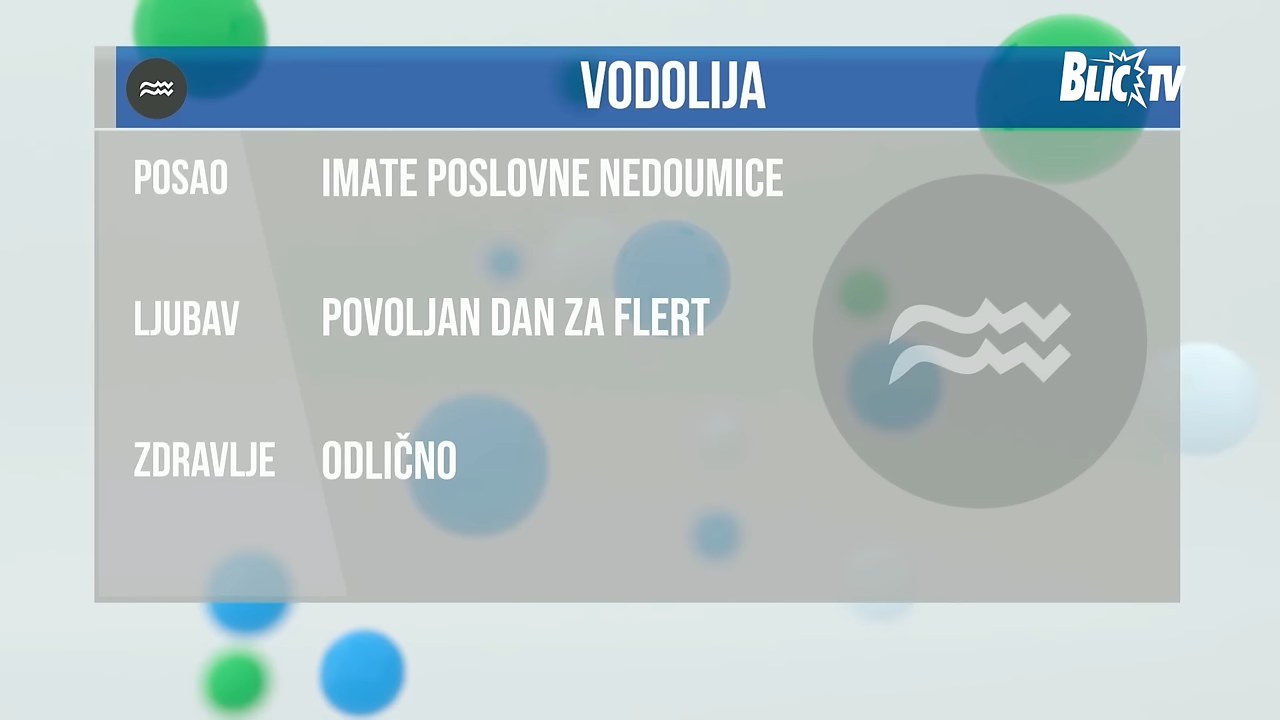 VODOLIJA
BLIC TV
POSAO
IMATE POSLOVNE NEDOUMICE
LJUBAV
POVOLJAN DAN ZA FLERT
ZDRAVLJE
ODLIČNO